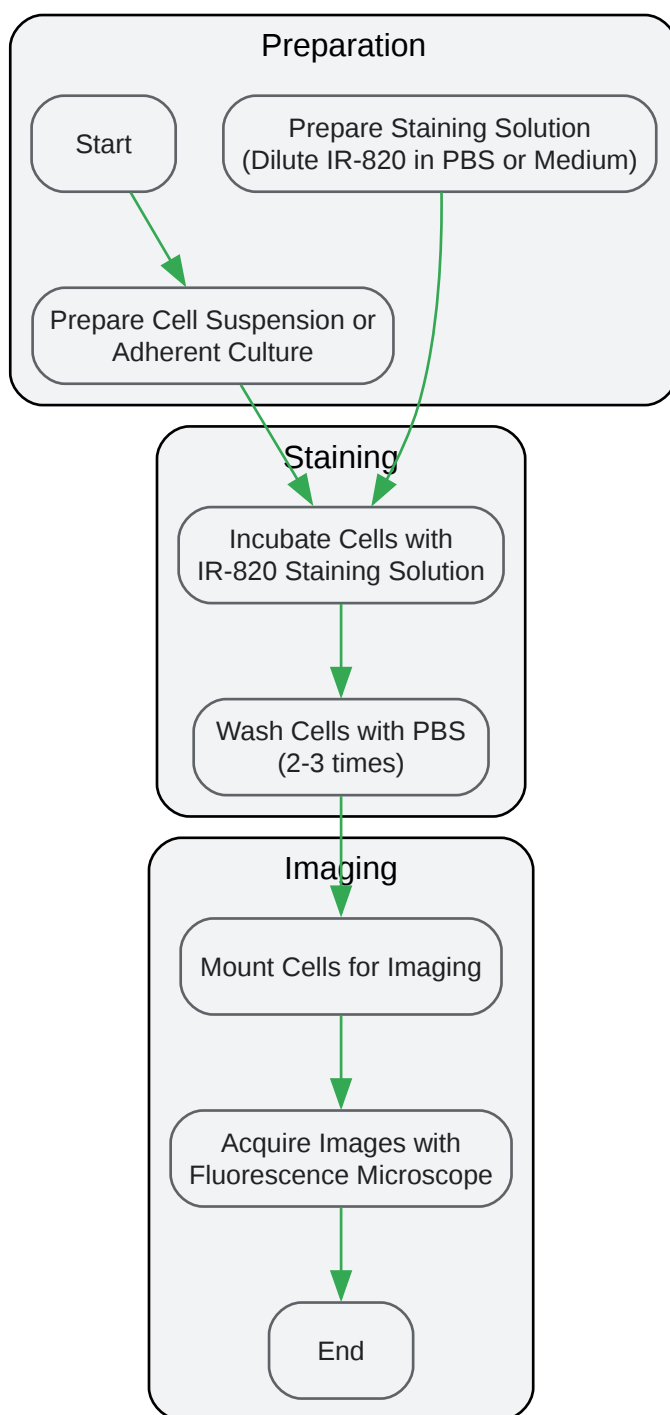 Preparation
Start
Prepare Staining Solution
(Dilute IR-820 in PBS or Medium)
Prepare Cell Suspension or
Adherent Culture
Staining
Incubate Cells with
IR-820 Staining Solution
Wash Cells with PBS
(2-3 times)
Imaging
Mount Cells for Imaging
Acquire Images with
Fluorescence Microscope
End